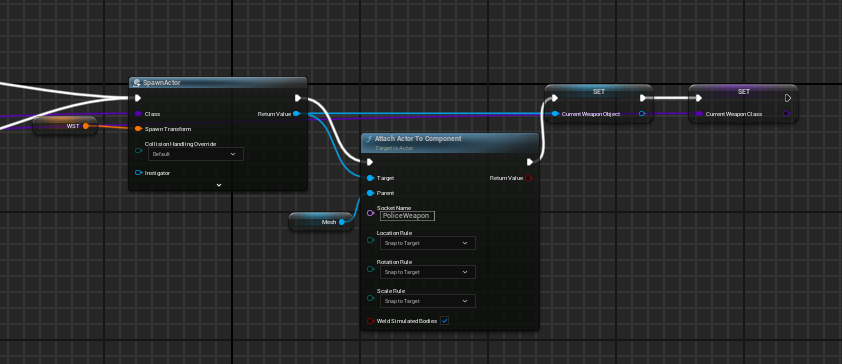 SpawnActor
Class
Return Value
WST
Spawn Transform
Collision Handling Override
Default
Instigator
Attach Actor To Component
Target is Actor
Target
Return Value
Parent
Mesh
Socket Name
PoliceWeapon
Location Rule
Snap to Target
Rotation Rule
Snap to Target
Scale Rule
Snap to Target
Weld Simulated Bodies
SET
Current Weapon Object
SET
Current Weapon Class